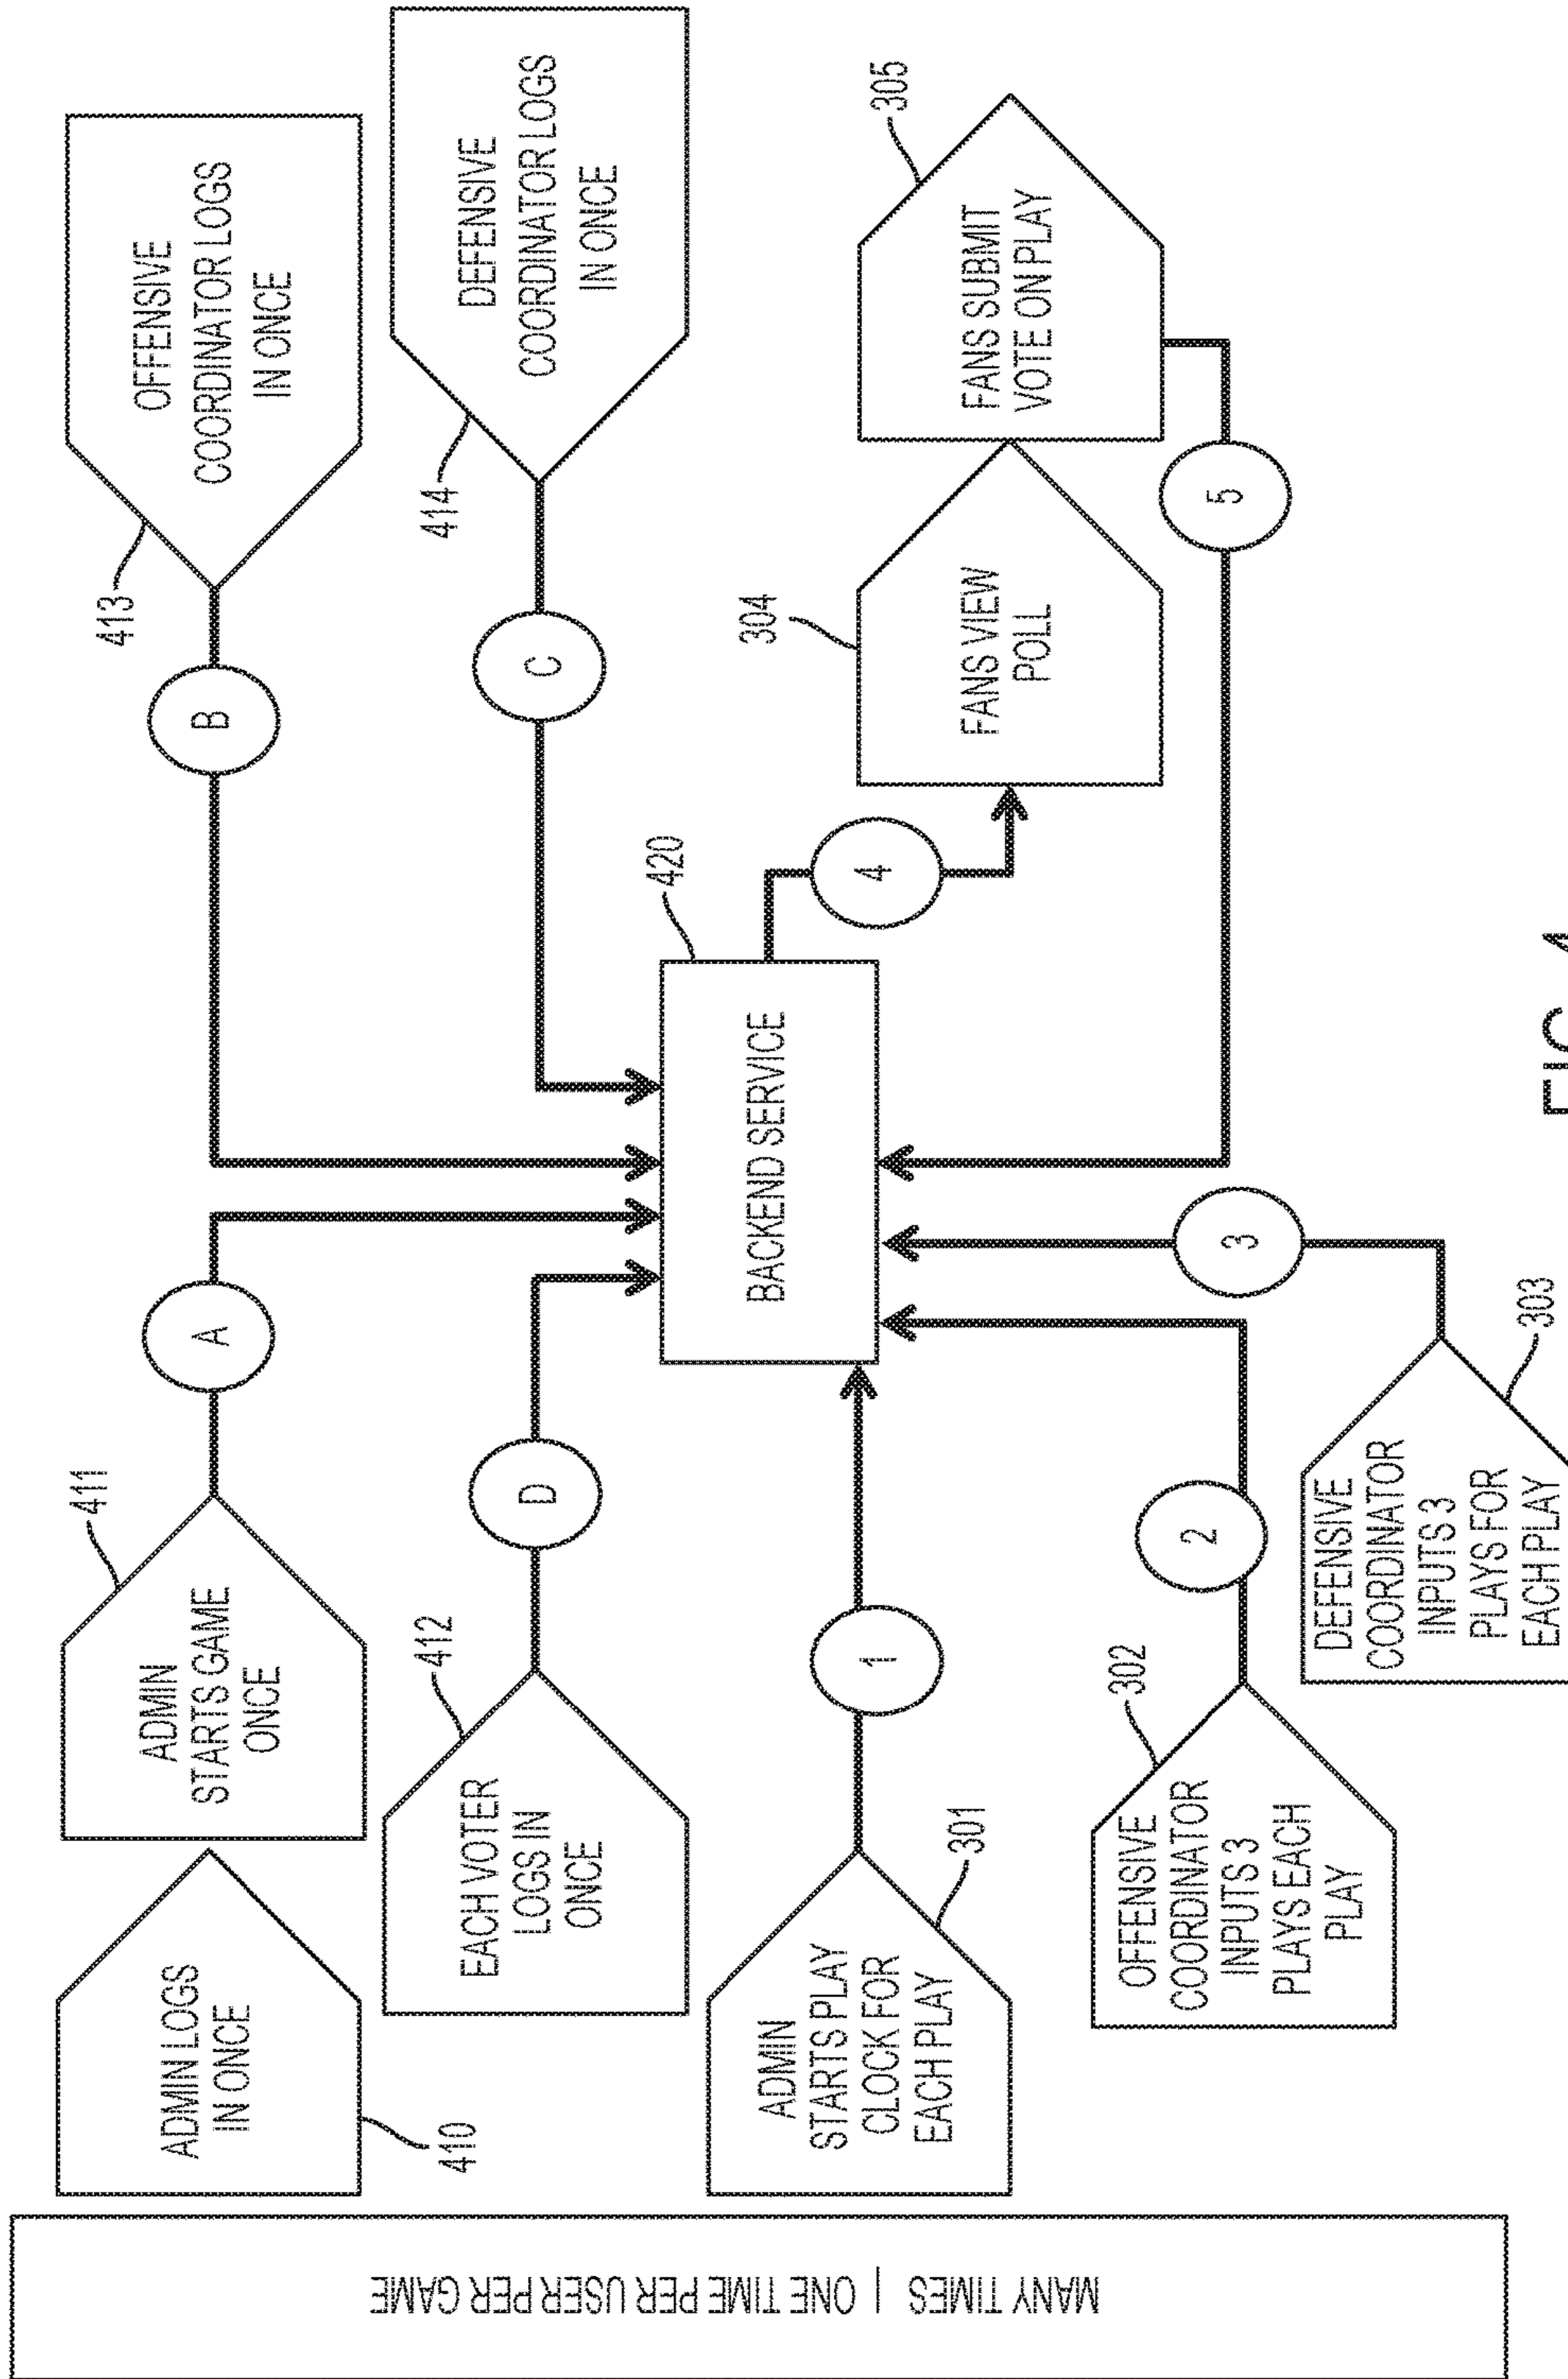 MANY TIMES | ONE TIME PER USER PER GAME
ADMIN LOGS
IN ONCE
410
ADMIN
STARTS GAME
ONCE
411
A
B
OFFENSIVE
COORDINATOR LOGS
IN ONCE
413
EACH VOTER
LOGS IN
ONCE
412
D
C
DEFENSIVE
COORDINATOR LOGS
IN ONCE
414
BACKEND SERVICE
420
ADMIN
STARTS PLAY
CLOCK FOR
EACH PLAY
301
1
4
FANS VIEW
POLL
304
FANS SUBMIT
VOTE ON PLAY
305
5
OFFENSIVE
COORDINATOR
INPUTS 3
PLAYS EACH
PLAY
302
2
DEFENSIVE
COORDINATOR
INPUTS 3
PLAYS FOR
EACH PLAY
303
3